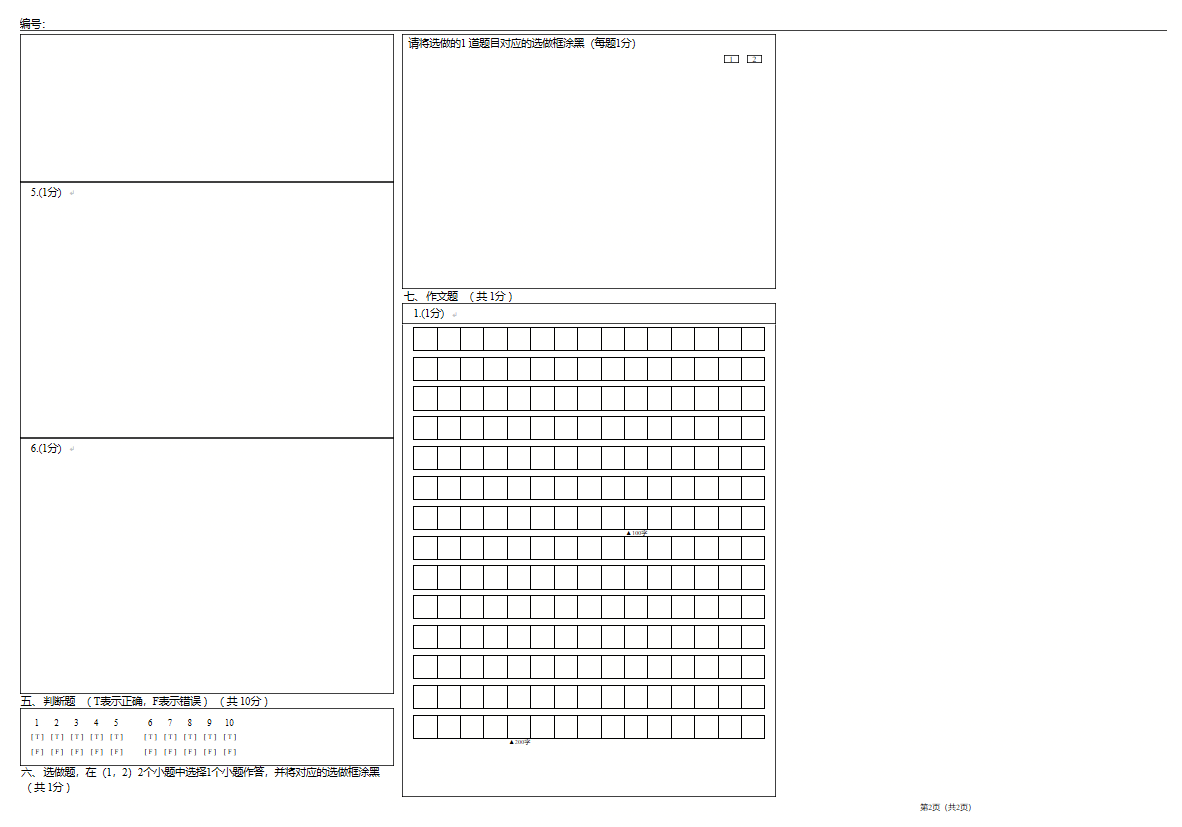 编号:
5.(1分)
6.(1分)
五、判断题 （T表示正确，F表示错误）（共10分）
1 2 3 4 5 6 7 8 9 10
[T] [T] [T] [T] [T] [T] [T] [T] [T] [T]
[F] [F] [F] [F] [F] [F] [F] [F] [F] [F]
六、选做题，在（1，2）2个小题中选择1个小题作答，并将对应的选做框涂黑
（共1分）
请将选做的1 道题目对应的选做框涂黑（每题1分）
1 2
七、作文题 （共1分）
1.(1分)
▲100字
▲200字
第2页（共2页）